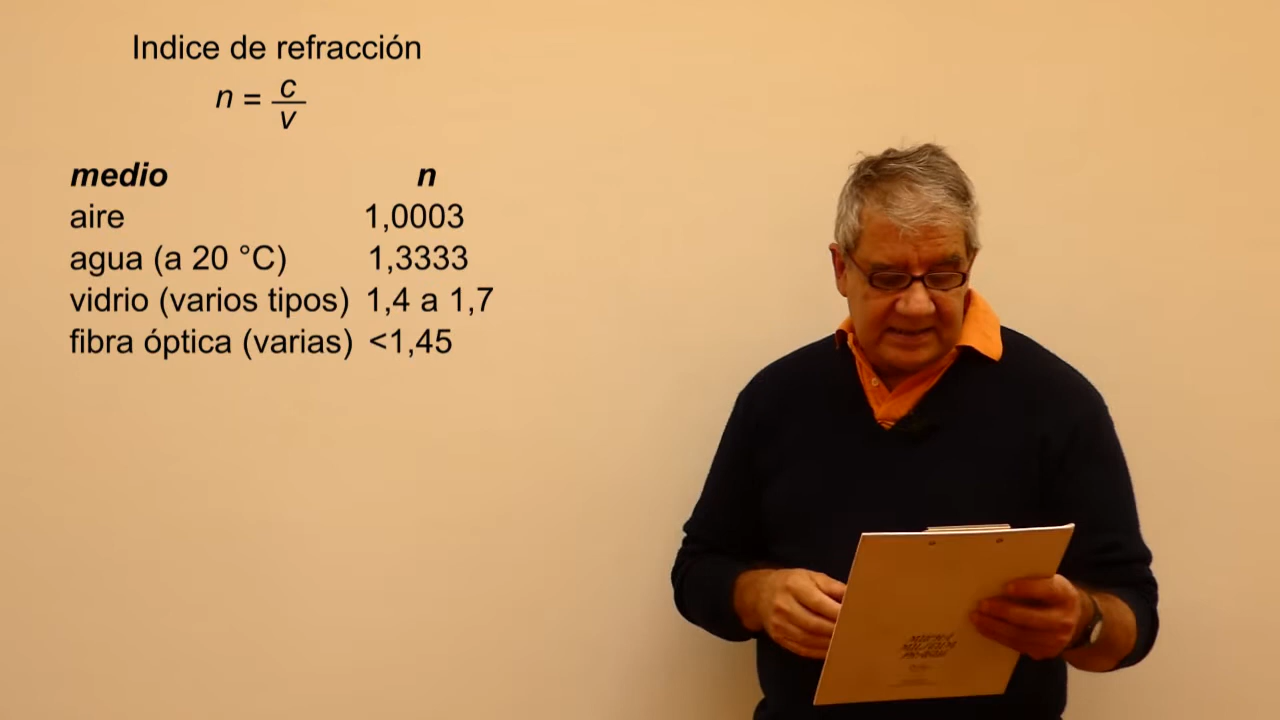 Indice de refracción
n = c/v
medio n
aire 1,0003
agua (a 20 °C) 1,3333
vidrio (varios tipos) 1,4 a 1,7
fibra óptica (varias) <1,45